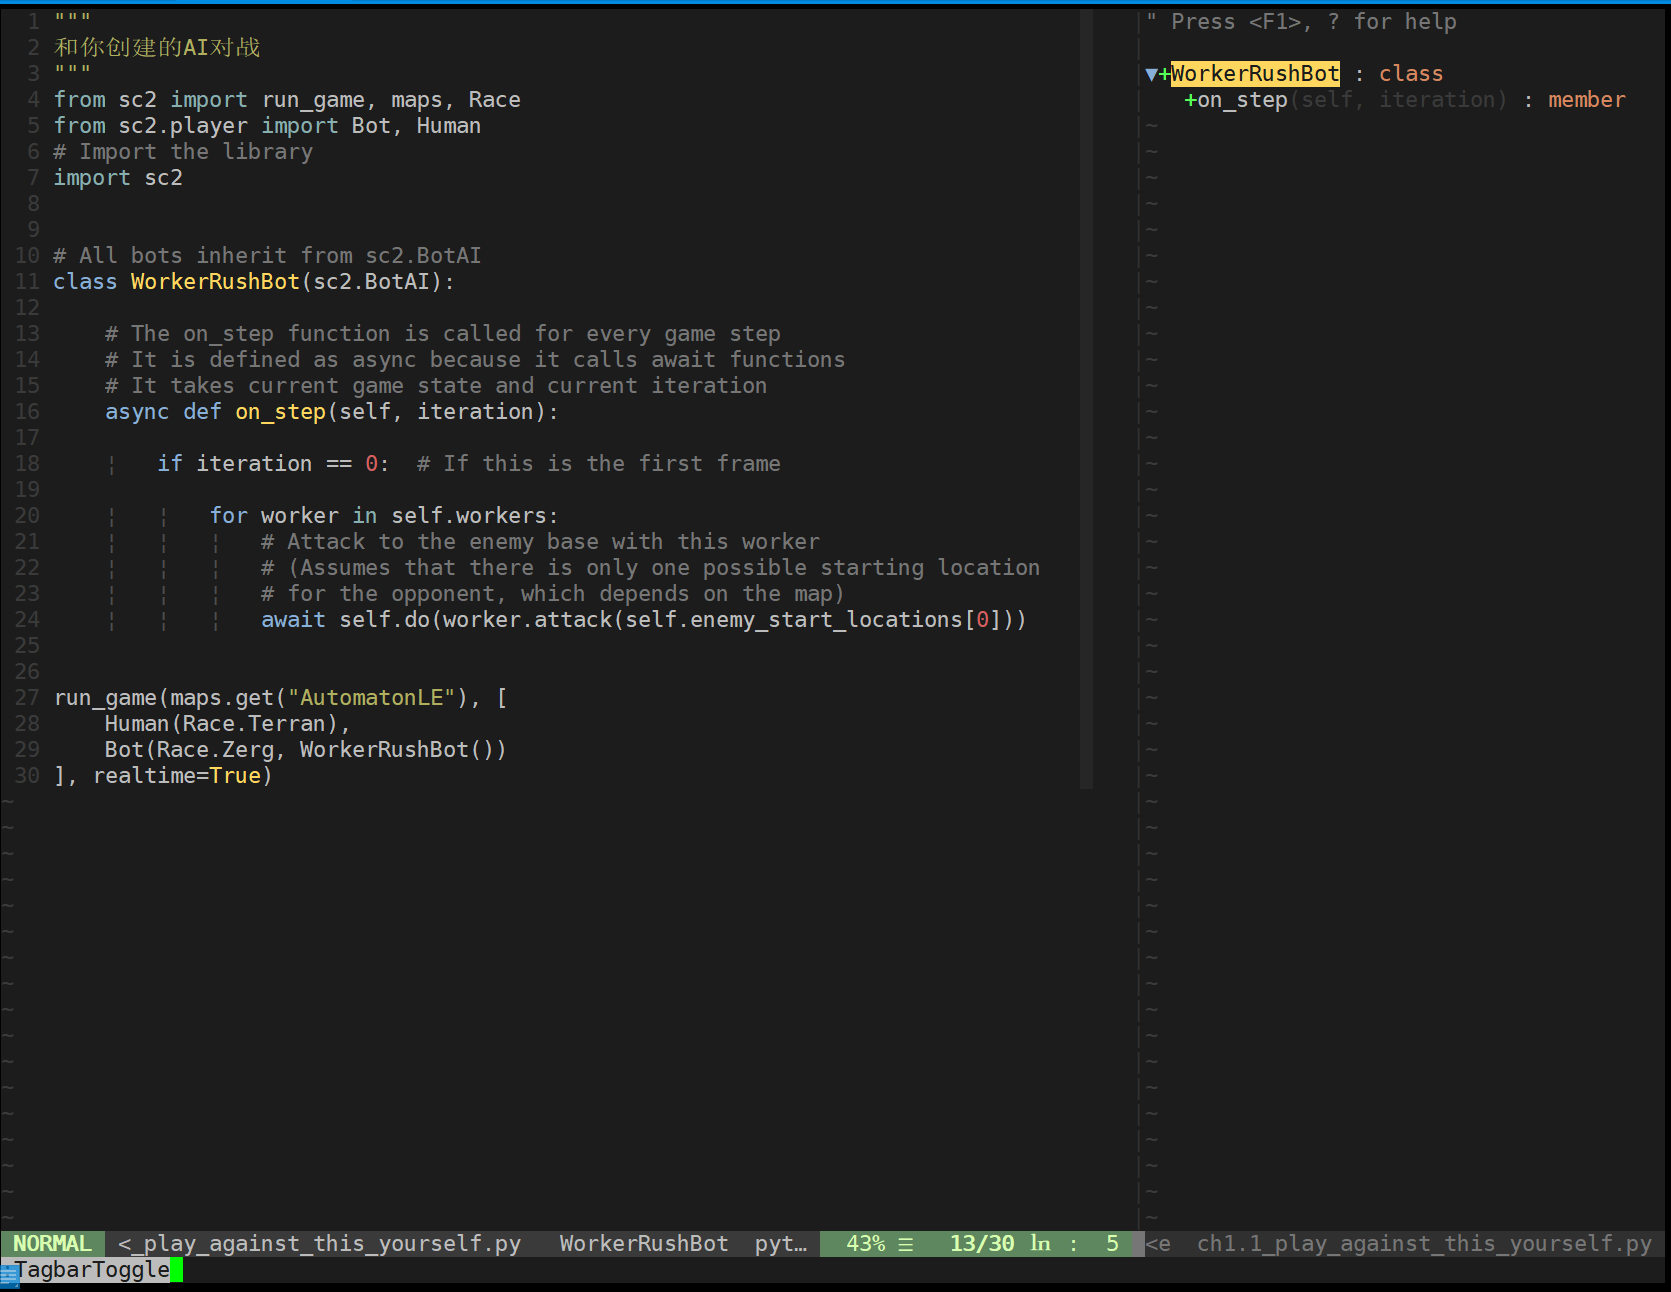 1 """
2 和你创建的AI对战
3 """
4 from sc2 import run_game, maps, Race
5 from sc2.player import Bot, Human
6 # Import the library
7 import sc2
8
9
10 # All bots inherit from sc2.BotAI
11 class WorkerRushBot(sc2.BotAI):
12
13     # The on_step function is called for every game step
14     # It is defined as async because it calls await functions
15     # It takes current game state and current iteration
16     async def on_step(self, iteration):
17
18     ¦   if iteration == 0:  # If this is the first frame
19
20     ¦   ¦   for worker in self.workers:
21     ¦   ¦   ¦   # Attack to the enemy base with this worker
22     ¦   ¦   ¦   # (Assumes that there is only one possible starting location
23     ¦   ¦   ¦   # for the opponent, which depends on the map)
24     ¦   ¦   ¦   await self.do(worker.attack(self.enemy_start_locations[0]))
25
26
27 run_game(maps.get("AutomatonLE"), [
28     Human(Race.Terran),
29     Bot(Race.Zerg, WorkerRushBot())
30 ], realtime=True)
" Press <F1>, ? for help
▼+WorkerRushBot : class
+on_step(self, iteration) : member
NORMAL <_play_against_this_yourself.py WorkerRushBot pyt… 43% ☰ 13/30 ln : 5
<e ch1.1_play_against_this_yourself.py
TagbarToggle